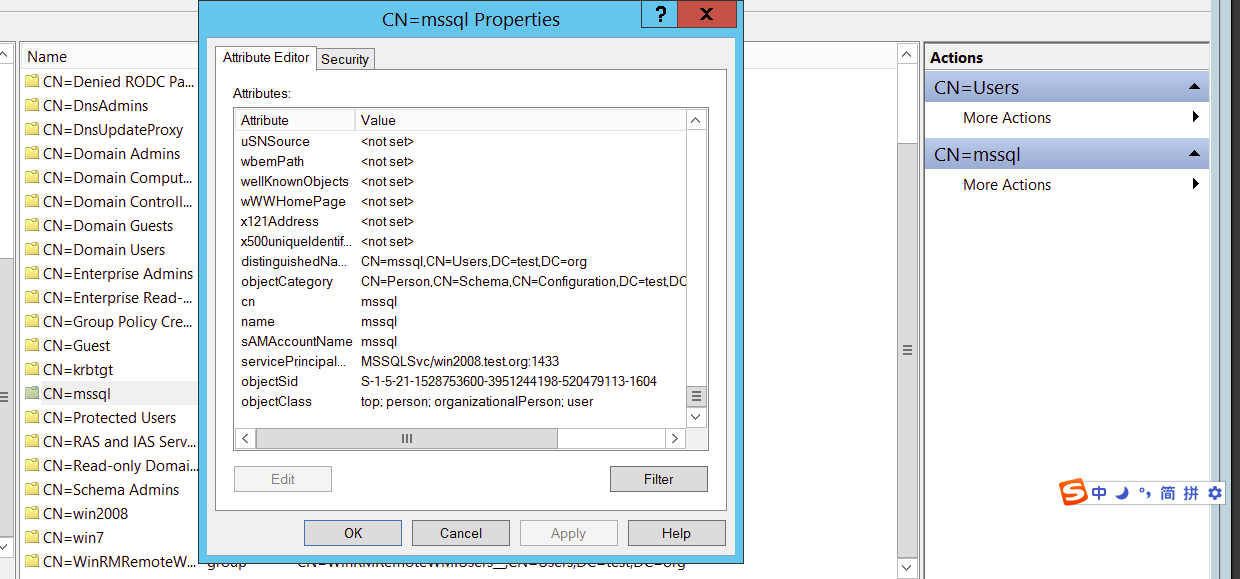 CN=mssql Properties
?
X
Attribute Editor
Security
Attributes:
Attribute Value
uSNSource <not set>
wbemPath <not set>
wellKnownObjects <not set>
wWWHomePage <not set>
x121Address <not set>
x500uniqueIdentif... <not set>
distinguishedNa... CN=mssql,CN=Users,DC=test,DC=org
objectCategory CN=Person,CN=Schema,CN=Configuration,DC=test,DC
cn mssql
name mssql
sAMAccountName mssql
servicePrincipal... MSSQLSvc/win2008.test.org:1433
objectSid S-1-5-21-1528753600-3951244198-520479113-1604
objectClass top; person; organizationalPerson; user
Edit Filter
OK Cancel Apply Help
Name
CN=Denied RODC Pa...
CN=DnsAdmins
CN=DnsUpdateProxy
CN=Domain Admins
CN=Domain Comput...
CN=Domain Controll...
CN=Domain Guests
CN=Domain Users
CN=Enterprise Admins
CN=Enterprise Read-...
CN=Group Policy Cre...
CN=Guest
CN=krbtgt
CN=mssql
CN=Protected Users
CN=RAS and IAS Serv...
CN=Read-only Domai...
CN=Schema Admins
CN=win2008
CN=win7
CN=WinRMRemoteW... group CN=WinRMRemoteWMIUsers__,CN=Users,DC=test,DC=org
Actions
CN=Users
More Actions
CN=mssql
More Actions
S 中 简 拼